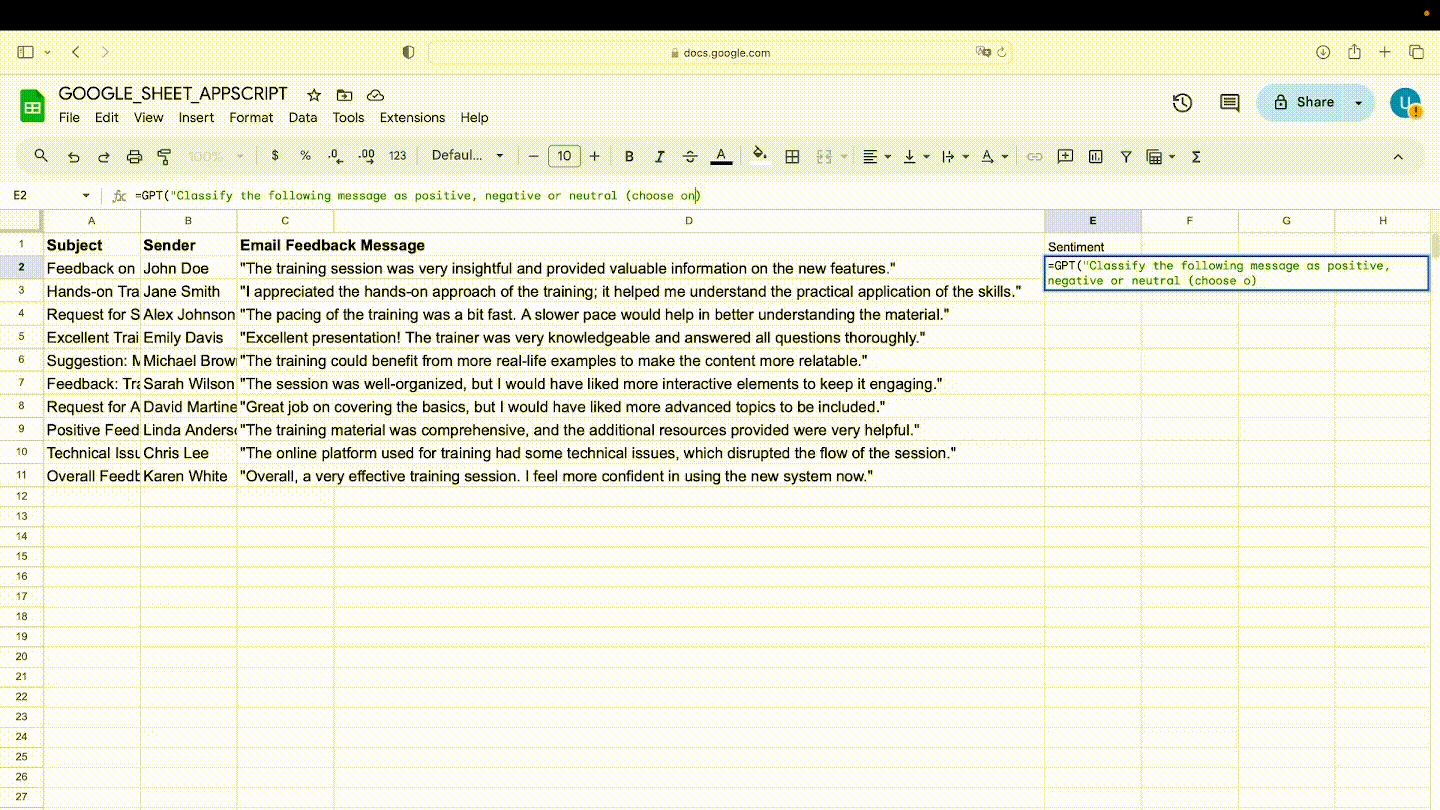 docs.google.com
GOOGLE_SHEET_APPSCRIPT
File Edit View Insert Format Data Tools Extensions Help
Share
U
100% $ % .0 .00 123 Defaul... 10 B I A Σ
E2 fx =GPT("Classify the following message as positive, negative or neutral (choose on)
A B C D E F G H
1 Subject Sender Email Feedback Message Sentiment
2 Feedback on John Doe "The training session was very insightful and provided valuable information on the new features." =GPT("Classify the following message as positive,
negative or neutral (choose o)
3 Hands-on Tra Jane Smith "I appreciated the hands-on approach of the training; it helped me understand the practical application of the skills."
4 Request for S Alex Johnson "The pacing of the training was a bit fast. A slower pace would help in better understanding the material."
5 Excellent Trai Emily Davis "Excellent presentation! The trainer was very knowledgeable and answered all questions thoroughly."
6 Suggestion: M Michael Brow "The training could benefit from more real-life examples to make the content more relatable."
7 Feedback: Tra Sarah Wilson "The session was well-organized, but I would have liked more interactive elements to keep it engaging."
8 Request for A David Martine "Great job on covering the basics, but I would have liked more advanced topics to be included."
9 Positive Feed Linda Anders "The training material was comprehensive, and the additional resources provided were very helpful."
10 Technical Issu Chris Lee "The online platform used for training had some technical issues, which disrupted the flow of the session."
11 Overall Feedb Karen White "Overall, a very effective training session. I feel more confident in using the new system now."
12
13
14
15
16
17
18
19
20
21
22
23
24
25
26
27